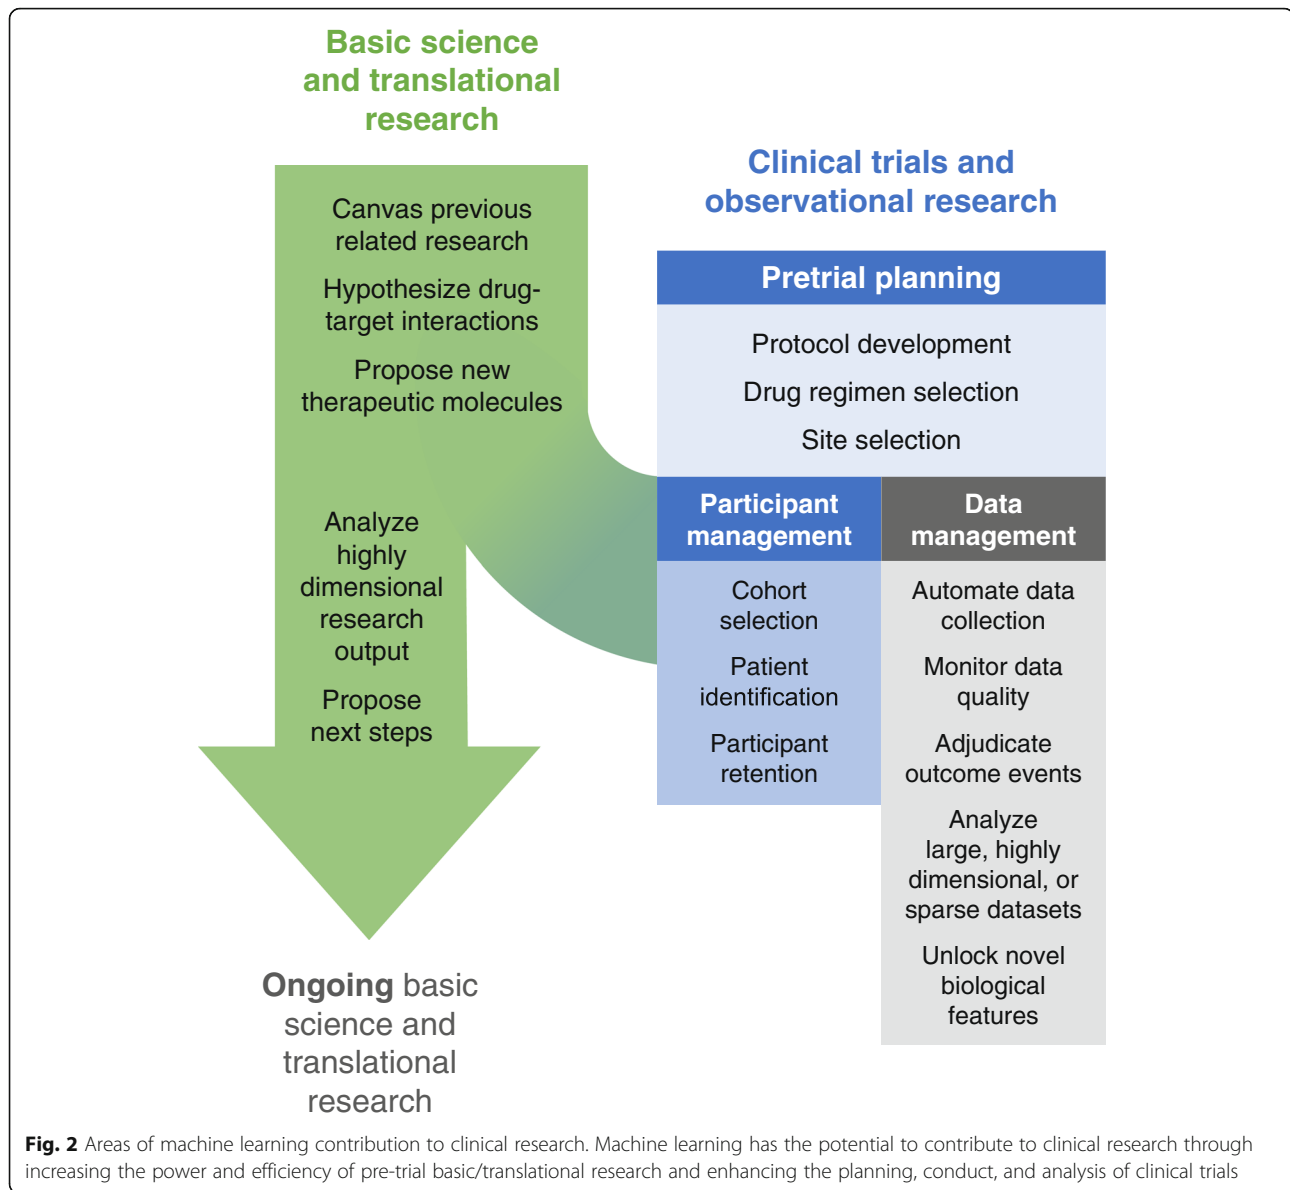 Basic science
and translational
research
Canvas previous
related research
Hypothesize drug-
target interactions
Propose new
therapeutic molecules
Analyze
highly
dimensional
research
output
Propose
next steps
Ongoing basic
science and
translational
research
Clinical trials and
observational research
Pretrial planning
Protocol development
Drug regimen selection
Site selection
Participant
management
Cohort
selection
Patient
identification
Participant
retention
Data
management
Automate data
collection
Monitor data
quality
Adjudicate
outcome events
Analyze
large, highly
dimensional, or
sparse datasets
Unlock novel
biological
features
Fig. 2 Areas of machine learning contribution to clinical research. Machine learning has the potential to contribute to clinical research through
increasing the power and efficiency of pre-trial basic/translational research and enhancing the planning, conduct, and analysis of clinical trials